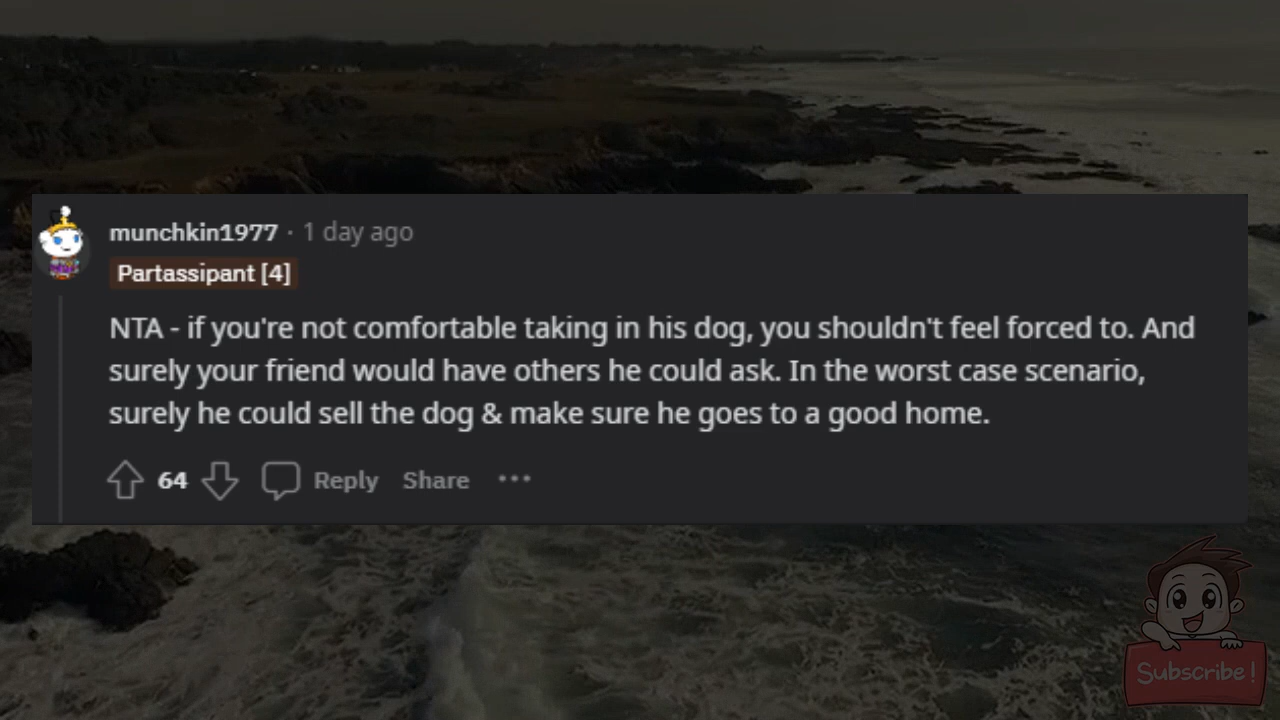 munchkin1977 · 1 day ago
Partassipant [4]
NTA - if you're not comfortable taking in his dog, you shouldn't feel forced to. And
surely your friend would have others he could ask. In the worst case scenario,
surely he could sell the dog & make sure he goes to a good home.
64 Reply Share ···
Subscribe!